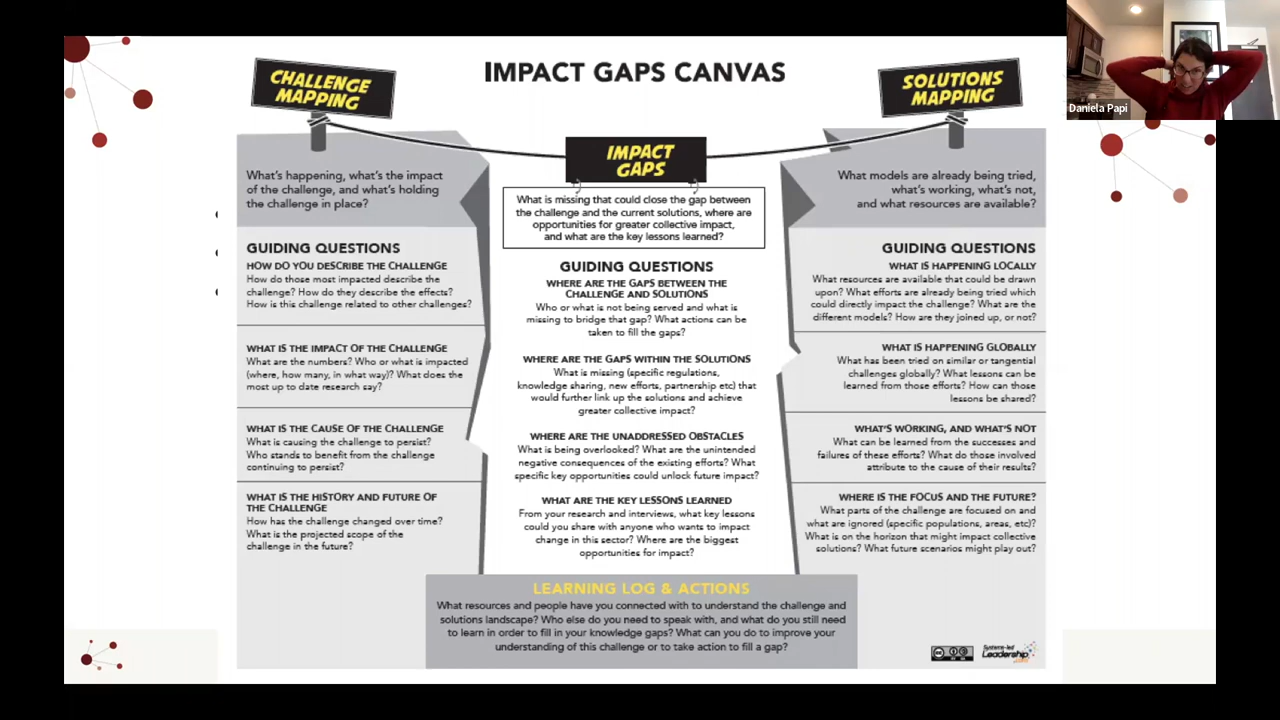 IMPACT GAPS CANVAS
CHALLENGE
MAPPING
What's happening, what's the impact
of the challenge, and what's holding
the challenge in place?
GUIDING QUESTIONS
HOW DO YOU DESCRIBE THE CHALLENGE
How do those most impacted describe the
challenge? How do they describe the effects?
How is this challenge related to other challenges?
WHAT IS THE IMPACT OF THE CHALLENGE
What are the numbers? Who or what is impacted
(where, how many, in what way)? What does the
most up to date research say?
WHAT IS THE CAUSE OF THE CHALLENGE
What is causing the challenge to persist?
Who stands to benefit from the challenge
continuing to persist?
WHAT IS THE HISTORY AND FUTURE OF
THE CHALLENGE
How has the challenge changed over time?
What is the projected scope of the
challenge in the future?
IMPACT
GAPS
What is missing that could close the gap between
the challenge and the current solutions, where are
opportunities for greater collective impact,
and what are the key lessons learned?
GUIDING QUESTIONS
WHERE ARE THE GAPS BETWEEN THE
CHALLENGE AND SOLUTIONS
Who or what is not being served and what is
missing to bridge that gap? What actions can be
taken to fill the gaps?
WHERE ARE THE GAPS WITHIN THE SOLUTIONS
What is missing (specific regulations,
knowledge sharing, new efforts, partnership etc) that
would further link up the solutions and achieve
greater collective impact?
WHERE ARE THE UNADDRESSED OBSTACLES
What is being overlooked? What are the unintended
negative consequences of the existing efforts? What
specific key opportunities could unlock future impact?
WHAT ARE THE KEY LESSONS LEARNED
From your research and interviews, what key lessons
could you share with anyone who wants to impact
change in this sector? Where are the biggest
opportunities for impact?
SOLUTIONS
MAPPING
What models are already being tried,
what's working, what's not,
and what resources are available?
GUIDING QUESTIONS
WHAT IS HAPPENING LOCALLY
What resources are available that could be drawn
upon? What efforts are already being tried which
could directly impact the challenge? What are the
different models? How are they joined up, or not?
WHAT IS HAPPENING GLOBALLY
What has been tried on similar or tangential
challenges globally? What lessons can be
learned from those efforts? How can those
lessons be shared?
WHAT'S WORKING, AND WHAT'S NOT
What can be learned from the successes and
failures of these efforts? What do those involved
attribute to the cause of their results?
WHERE IS THE FOCUS AND THE FUTURE?
What parts of the challenge are focused on and
what are ignored (specific populations, areas, etc)?
What is on the horizon that might impact collective
solutions? What future scenarios might play out?
LEARNING LOG & ACTIONS
What resources and people have you connected with to understand the challenge and
solutions landscape? Who else do you need to speak with, and what do you still need
to learn in order to fill in your knowledge gaps? What can you do to improve your
understanding of this challenge or to take action to fill a gap?
Systems-led
Leadership
Daniela Papi